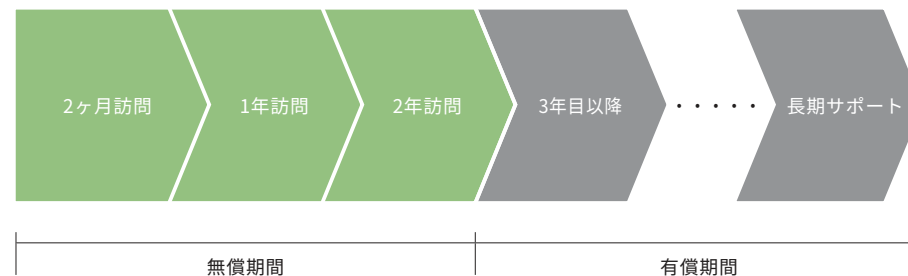 2ヶ月訪問
1年訪問
2年訪問
3年目以降
・・・・・
長期サポート
無償期間
有償期間